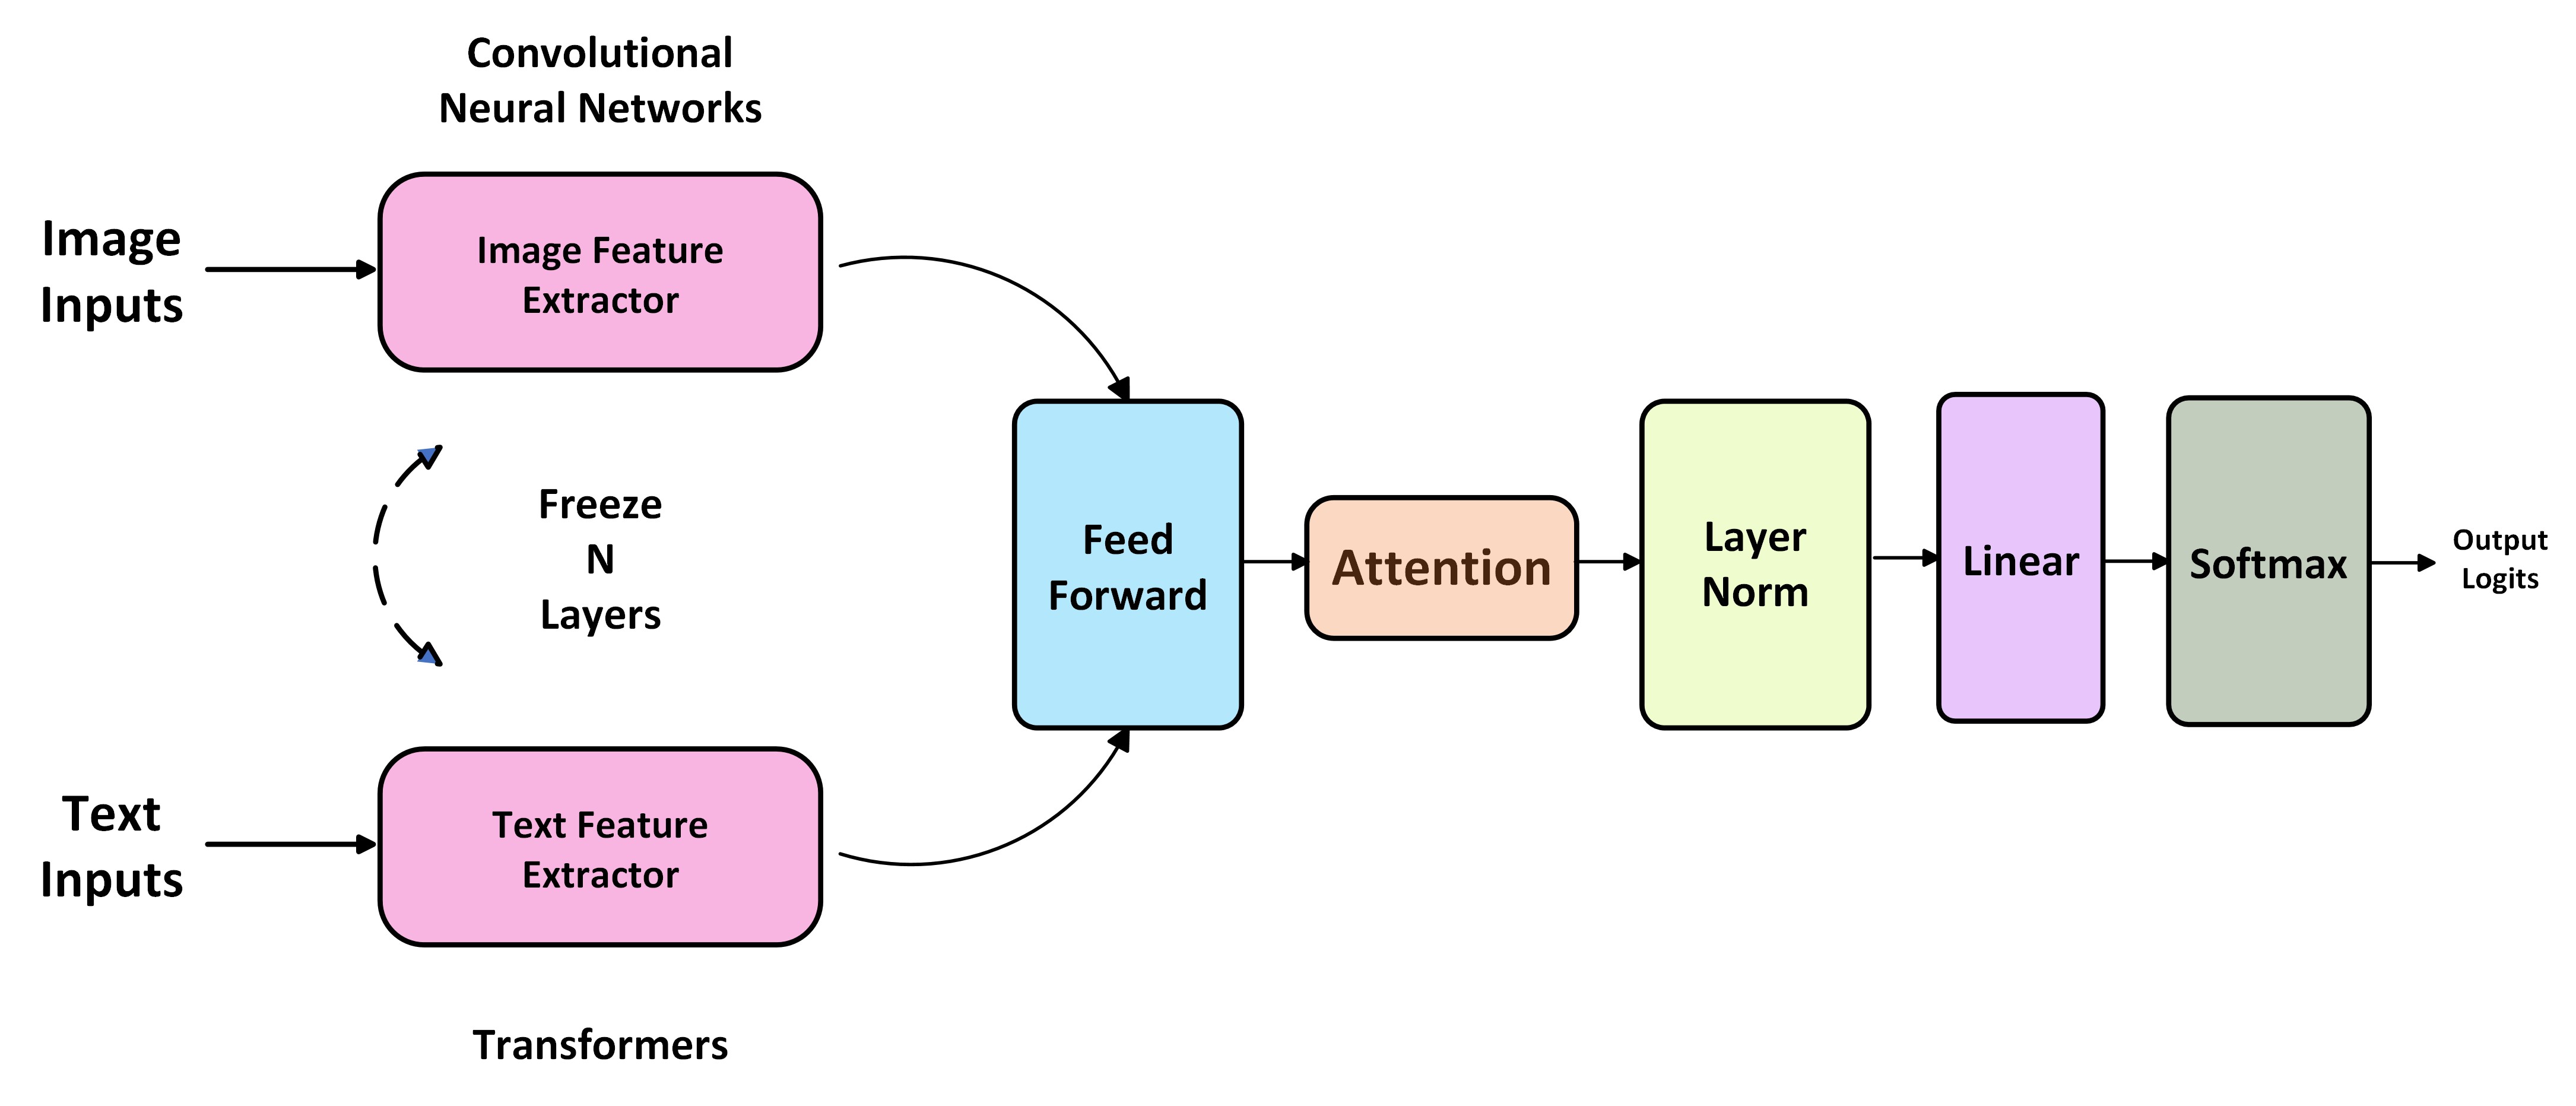 Convolutional
Neural Networks
Image
Inputs
Image Feature
Extractor
Freeze
N
Layers
Text
Inputs
Text Feature
Extractor
Transformers
Feed
Forward
Attention
Layer
Norm
Linear
Softmax
Output
Logits